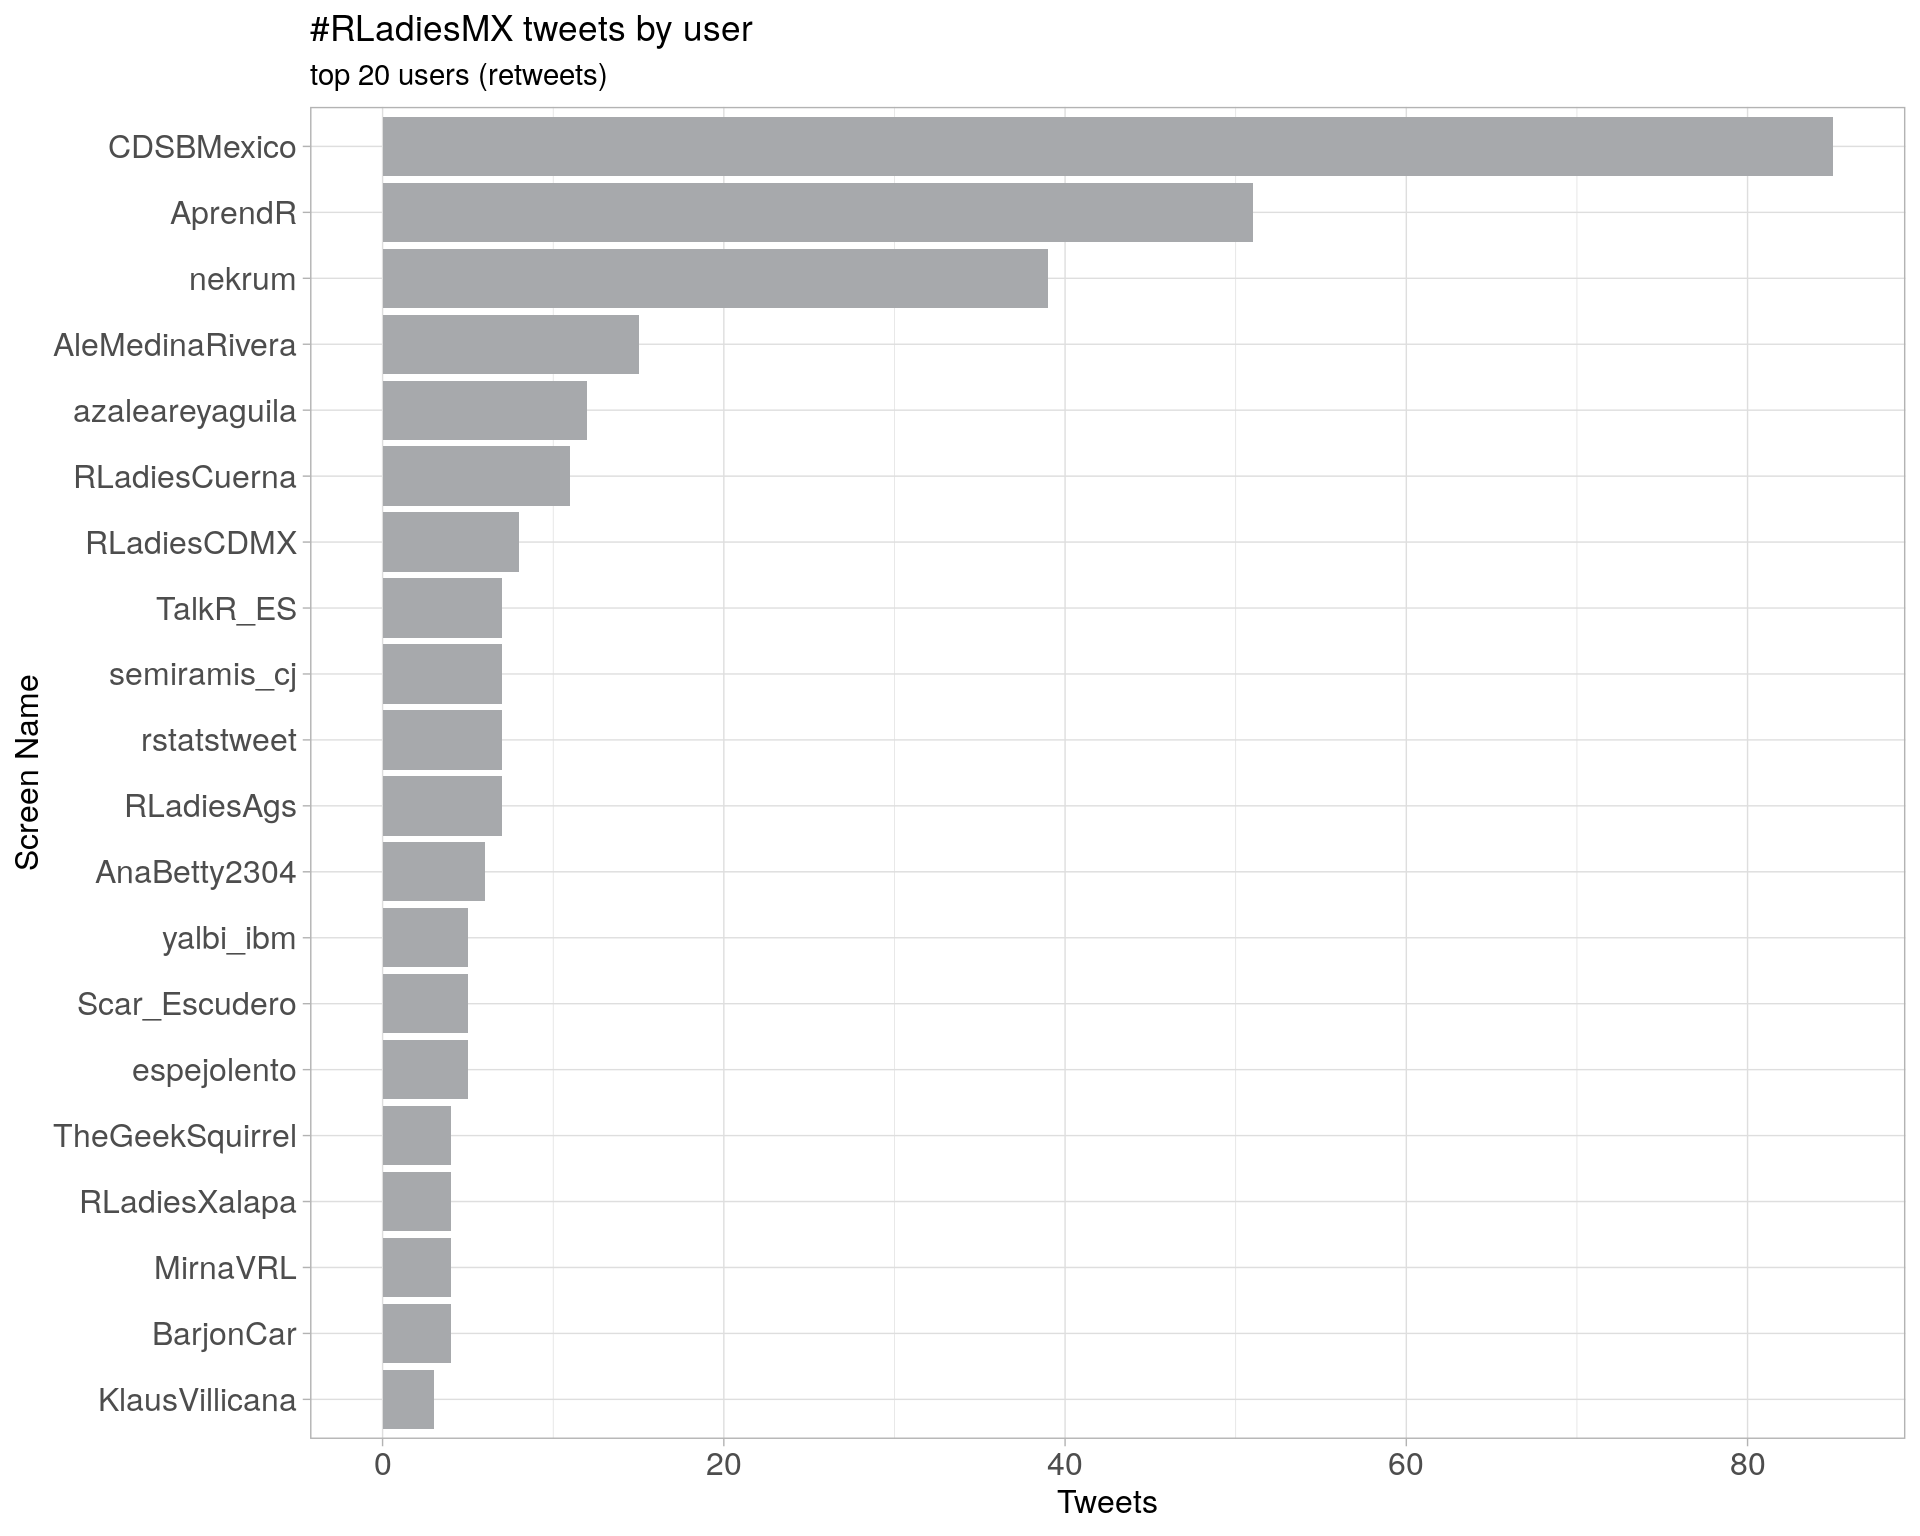 #RLadiesMX tweets by user
top 20 users (retweets)
CDSBMexico
AprendR
nekrum
AleMedinaRivera
azaleareyaguila
RLadiesCuerna
RLadiesCDMX
TalkR_ES
semiramis_cj
rstatstweet
RLadiesAgs
AnaBetty2304
yalbi_ibm
Scar_Escudero
espejolento
TheGeekSquirrel
RLadiesXalapa
MirnaVRL
BarjonCar
KlausVillicana
Screen Name
0 20 40 60 80
Tweets